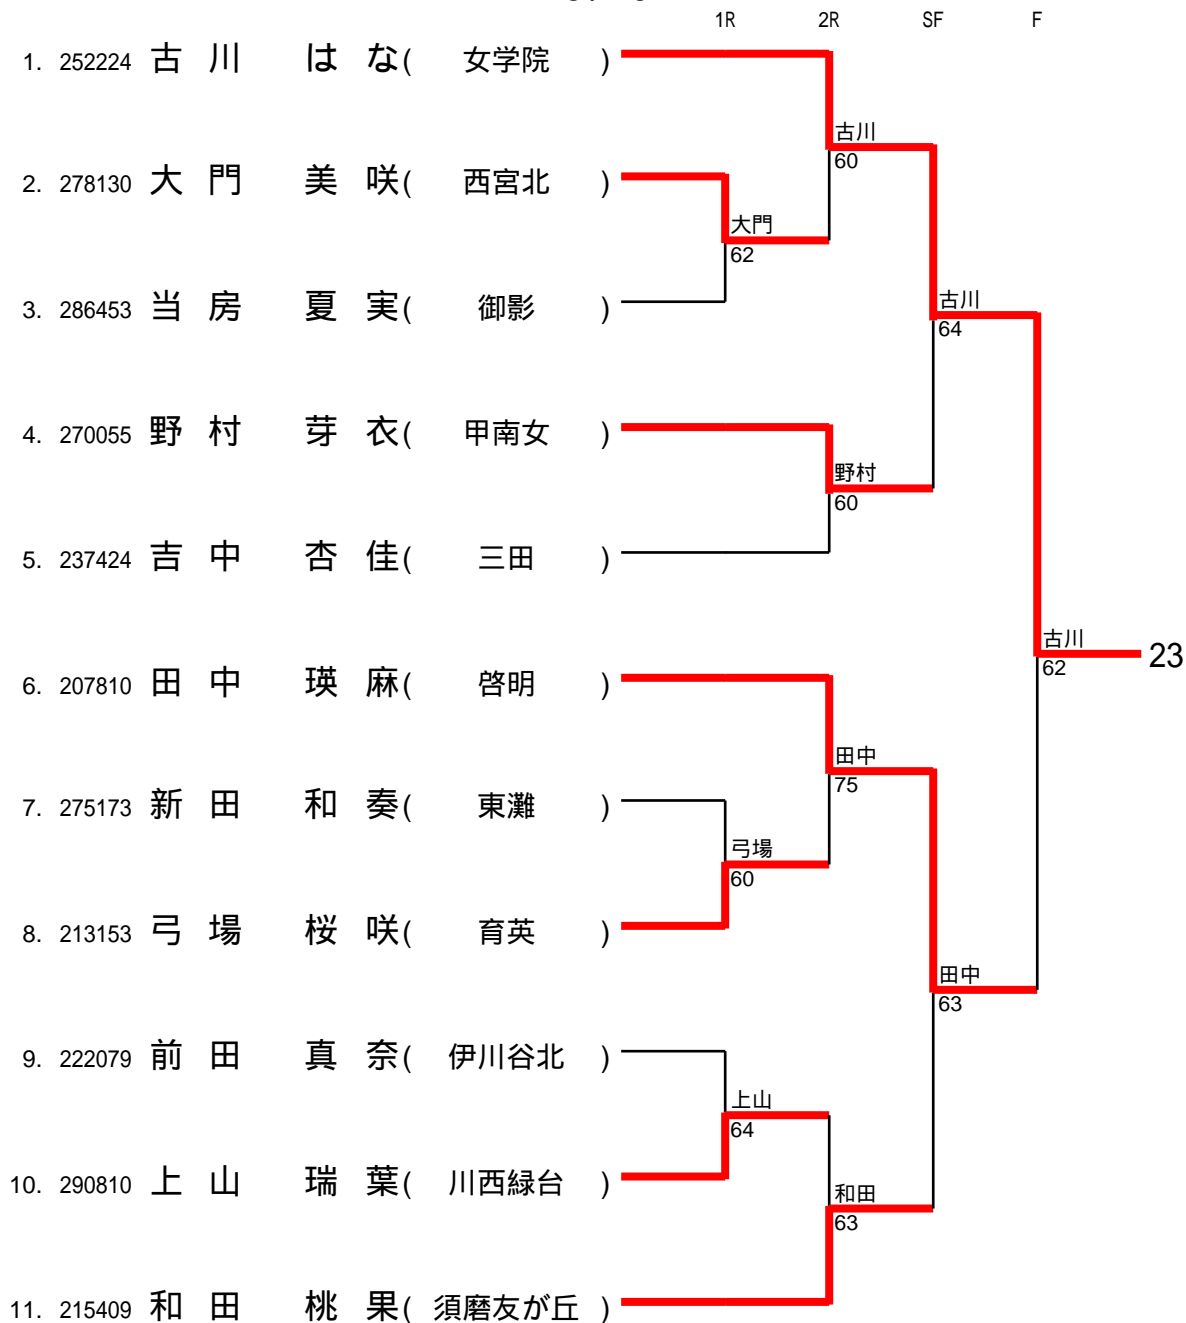 1R 2R SF F
1. 252224 古川 はな( 女学院 )
古川
60
2. 278130 大門 美咲( 西宮北 )
大門
62
3. 286453 当房 夏実( 御影 )
古川
64
4. 270055 野村 芽衣( 甲南女 )
野村
60
5. 237424 吉中 杏佳( 三田 )
古川
62
23
6. 207810 田中 瑛麻( 啓明 )
田中
75
7. 275173 新田 和奏( 東灘 )
弓場
60
8. 213153 弓場 桜咲( 育英 )
田中
63
9. 222079 前田 真奈( 伊川谷北 )
上山
64
10. 290810 上山 瑞葉( 川西緑台 )
和田
63
11. 215409 和田 桃果( 須磨友が丘 )